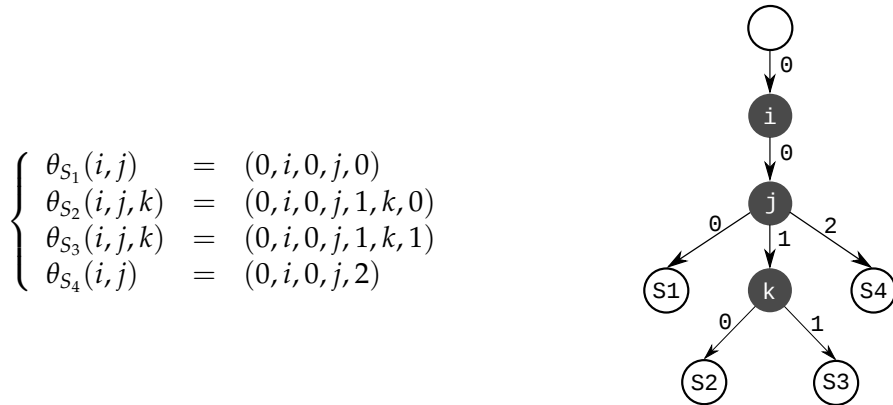 θ_{S_1}(i, j) = (0, i, 0, j, 0)
θ_{S_2}(i, j, k) = (0, i, 0, j, 1, k, 0)
θ_{S_3}(i, j, k) = (0, i, 0, j, 1, k, 1)
θ_{S_4}(i, j) = (0, i, 0, j, 2)
0
i
0
j
0 1 2
S1 k S4
0 1
S2 S3